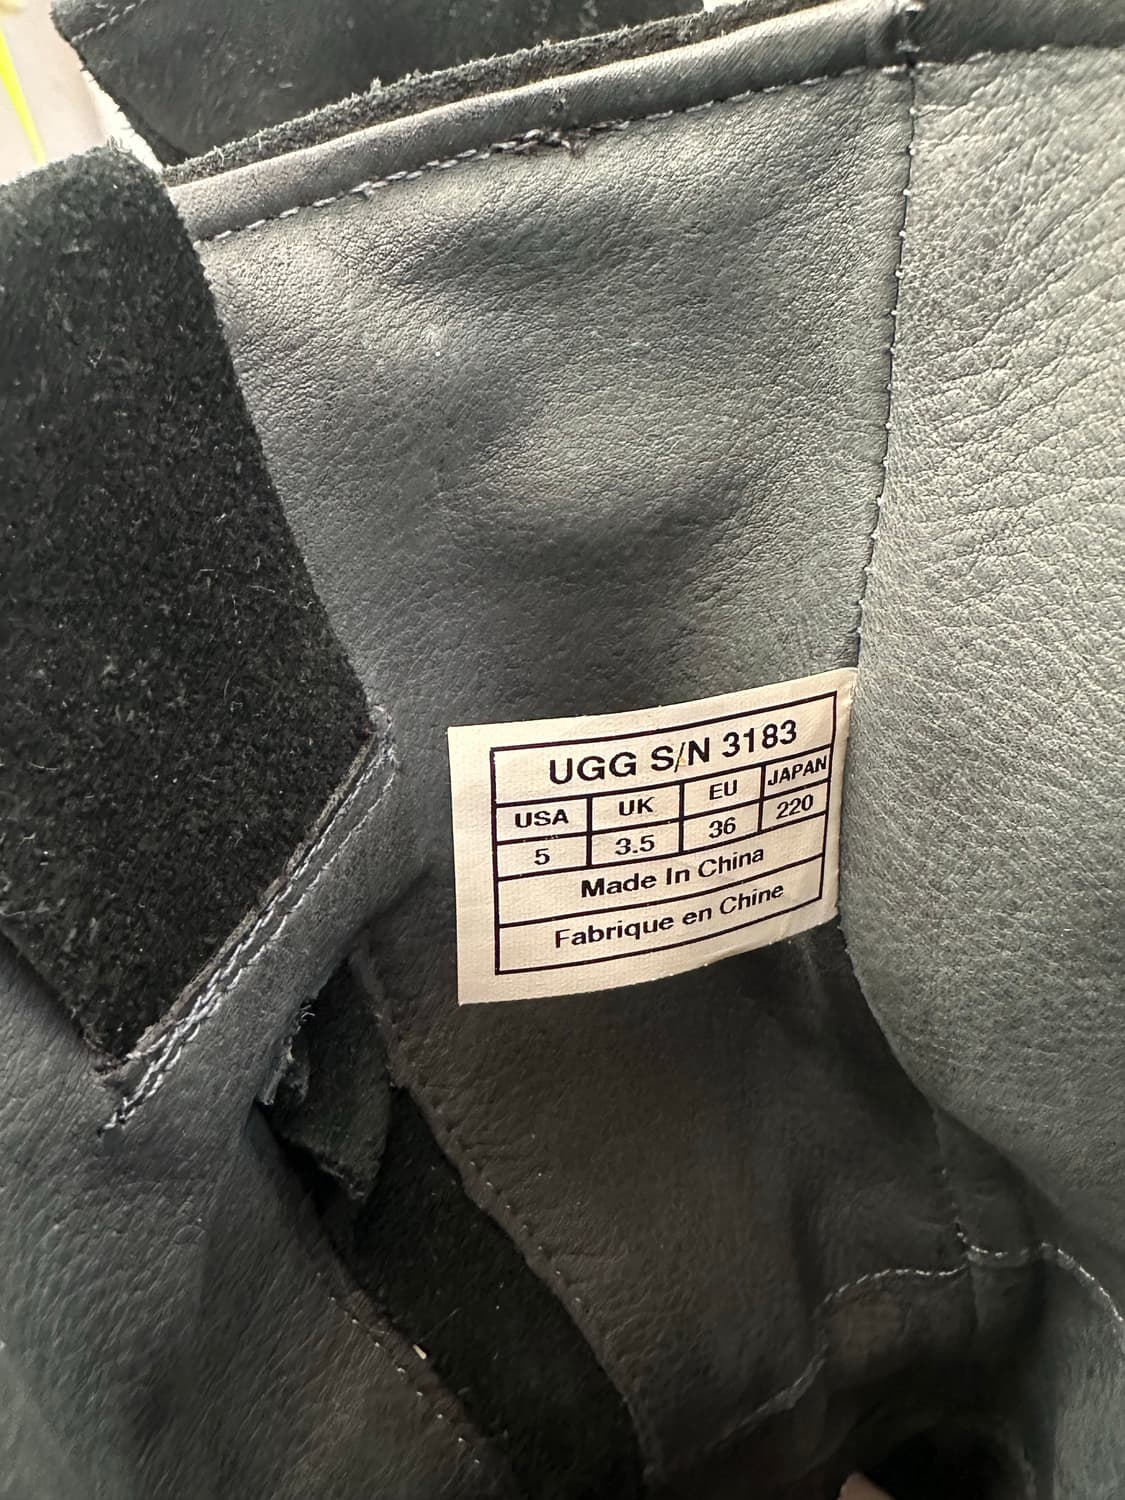 UGG S/N 3183
USA UK EU JAPAN
5 3.5 36 220
Made In China
Fabrique en Chine